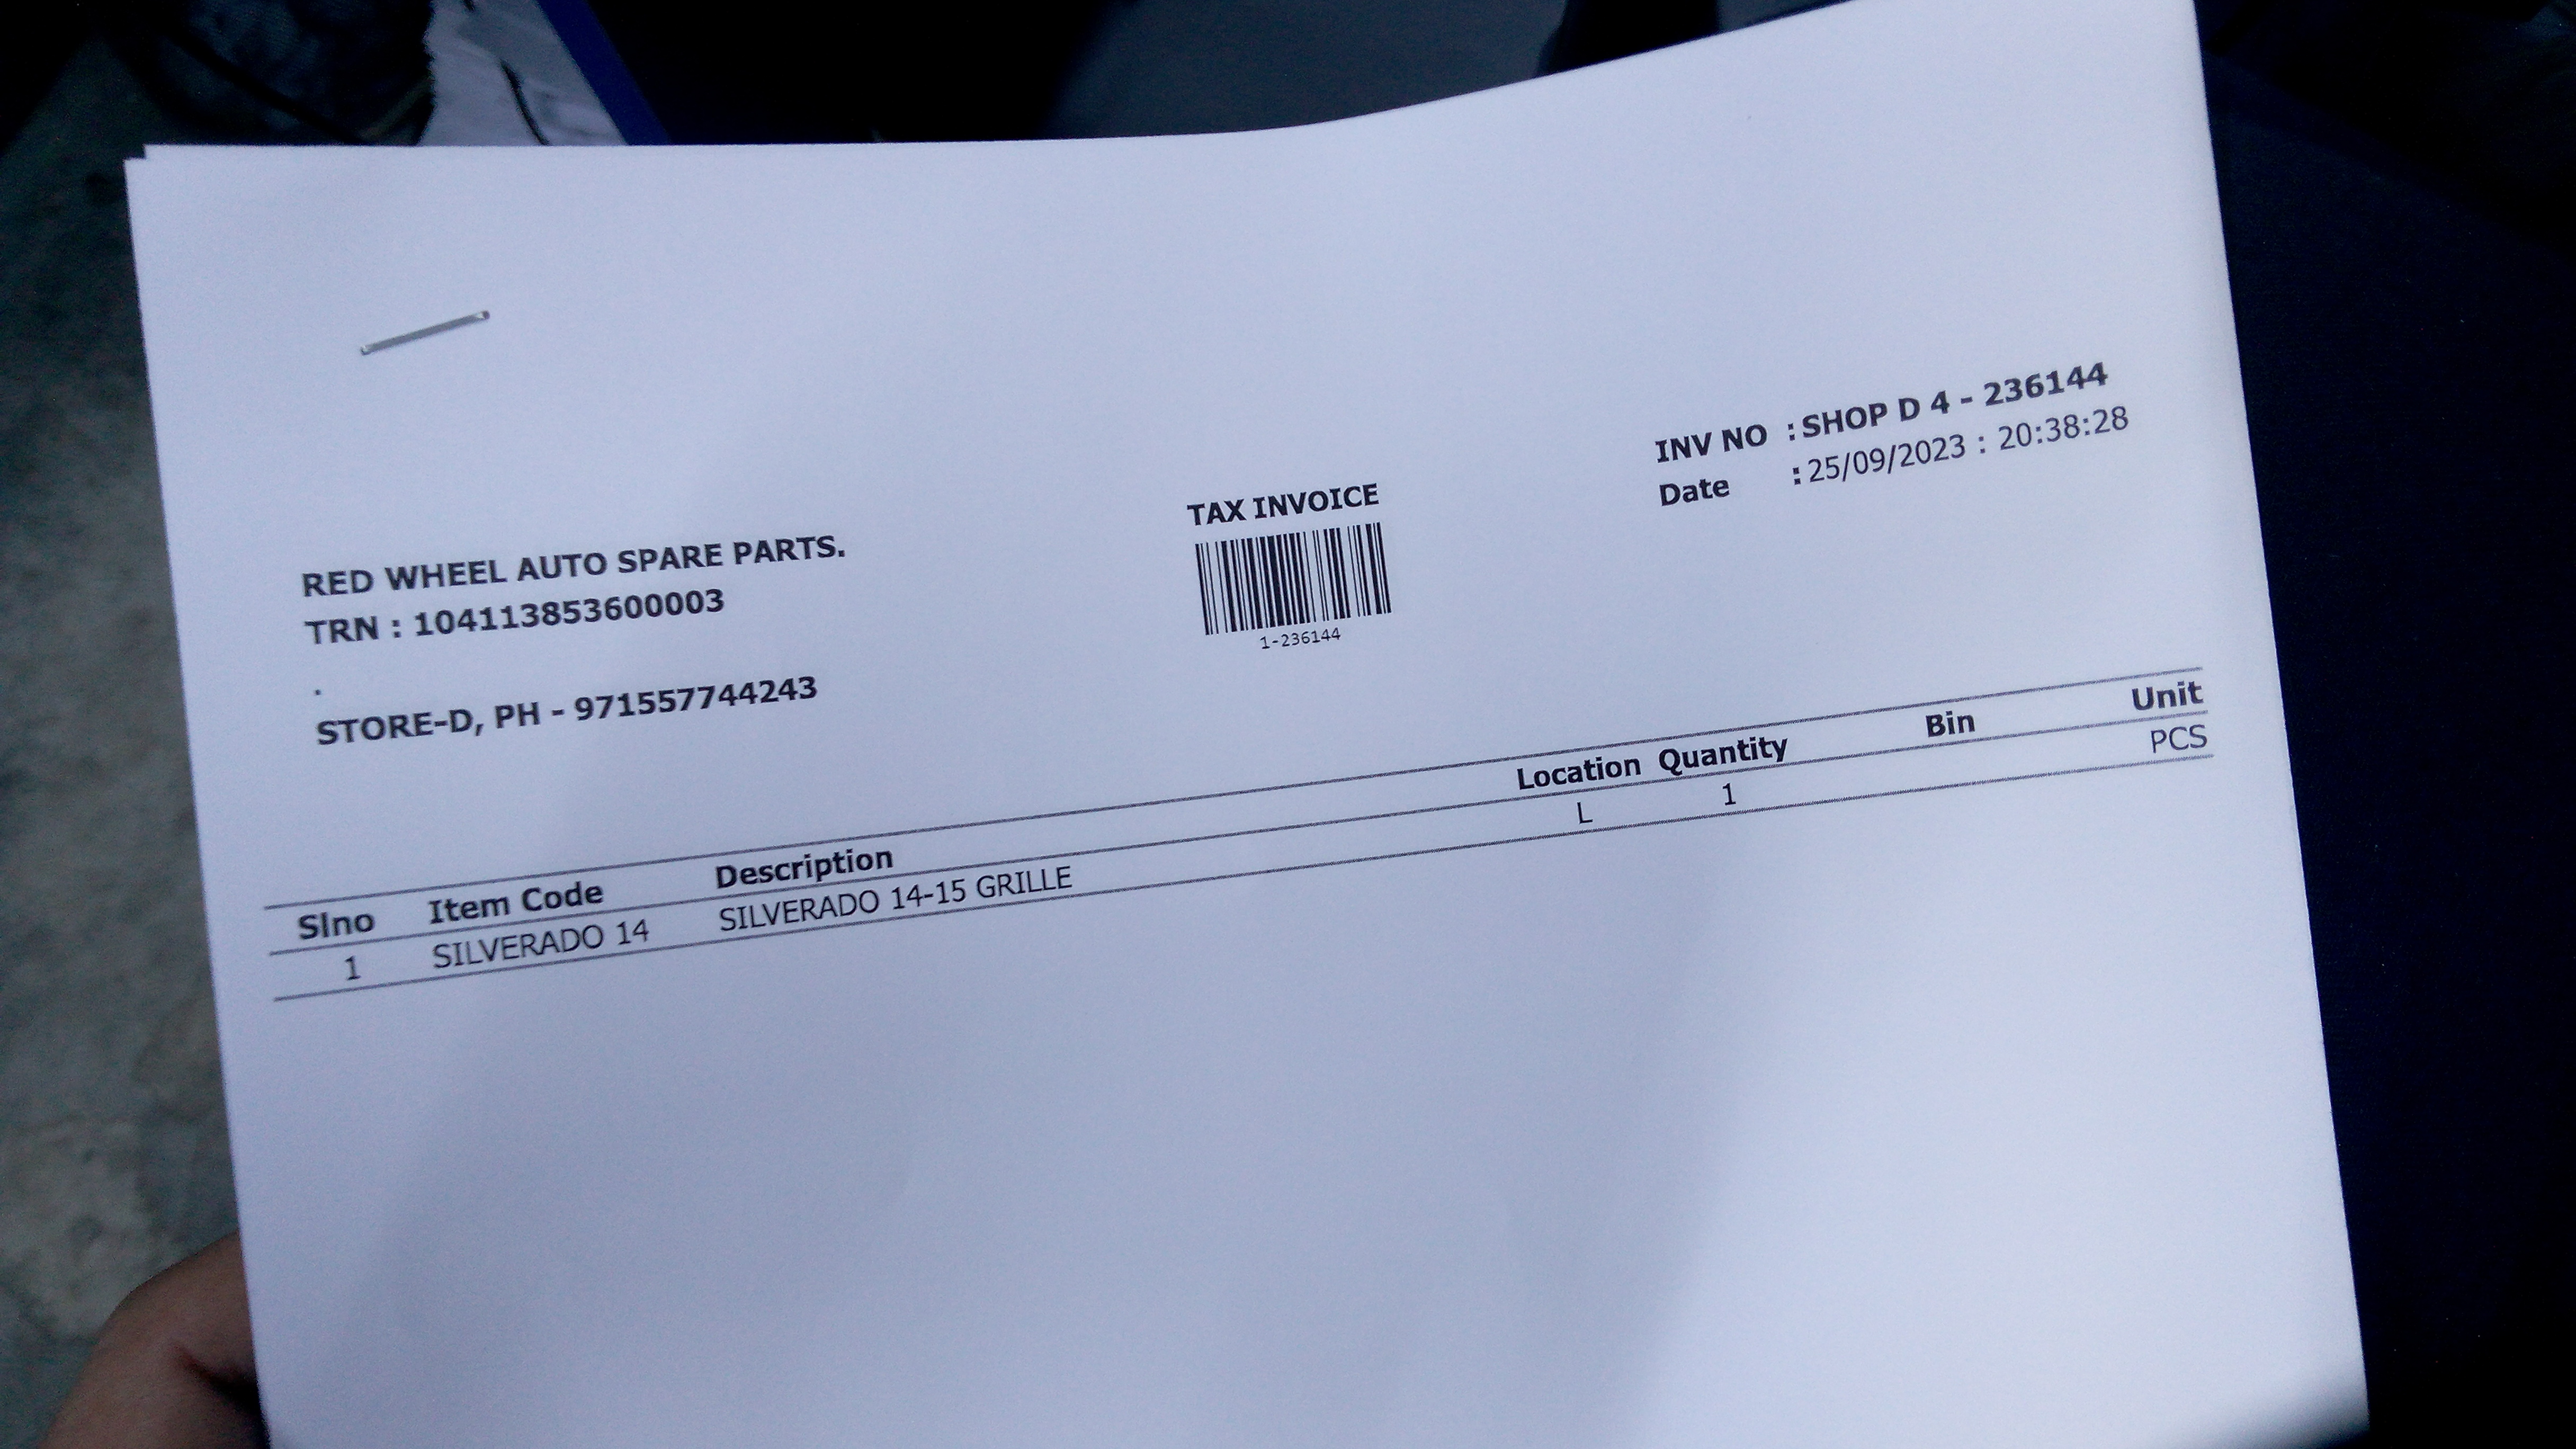 INV NO : SHOP D 4 - 236144
Date : 25/09/2023 : 20:38:28
TAX INVOICE
1-236144
RED WHEEL AUTO SPARE PARTS.
TRN : 104113853600003
.
STORE-D, PH - 971557744243
Slno Item Code Description Location Quantity Bin Unit
1 SILVERADO 14 SILVERADO 14-15 GRILLE L 1 PCS